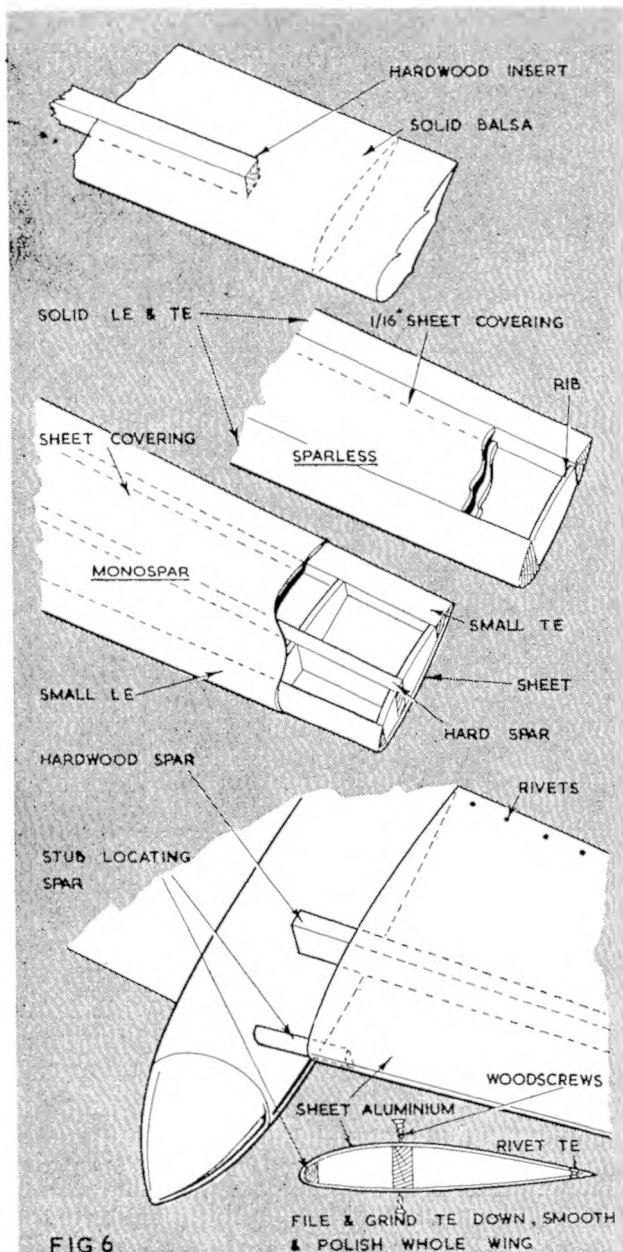 HARDWOOD INSERT
SOLID BALSA
SOLID LE & TE
1/16" SHEET COVERING
RIB
SHEET COVERING
SPARLESS
MONOSPAR
SMALL TE
SMALL LE
SHEET
HARD SPAR
HARDWOOD SPAR
RIVETS
STUB LOCATING
SPAR
WOODSCREWS
SHEET ALUMINIUM
RIVET TE
FILE & GRIND TE DOWN, SMOOTH
& POLISH WHOLE WING
FIG 6